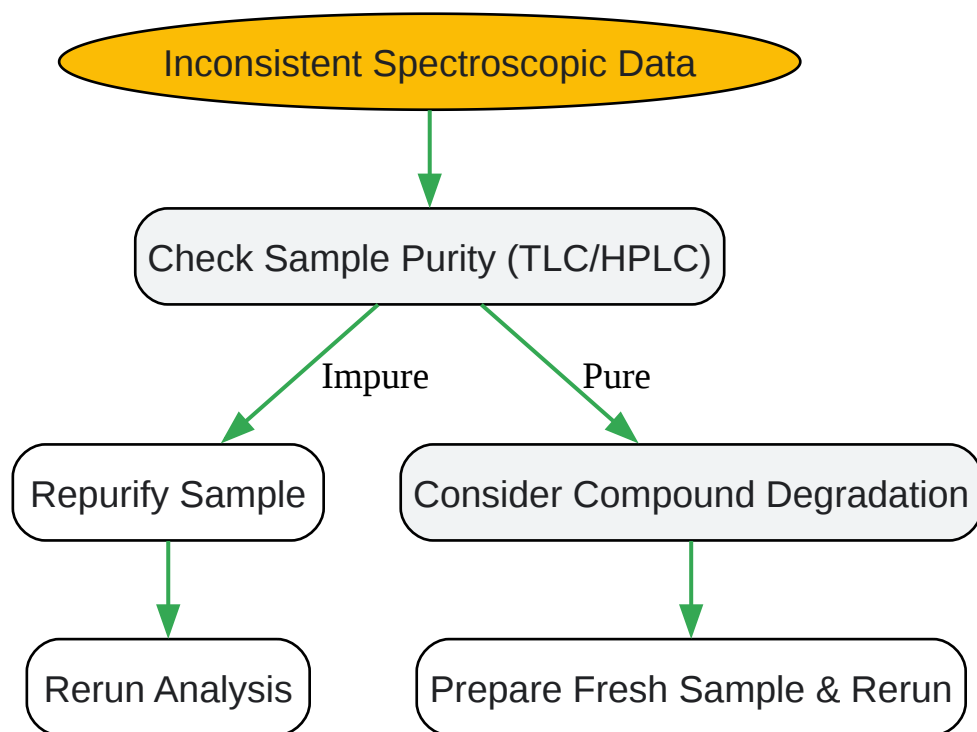 Inconsistent Spectroscopic Data
Check Sample Purity (TLC/HPLC)
Impure
Pure
Repurify Sample
Consider Compound Degradation
Rerun Analysis
Prepare Fresh Sample & Rerun